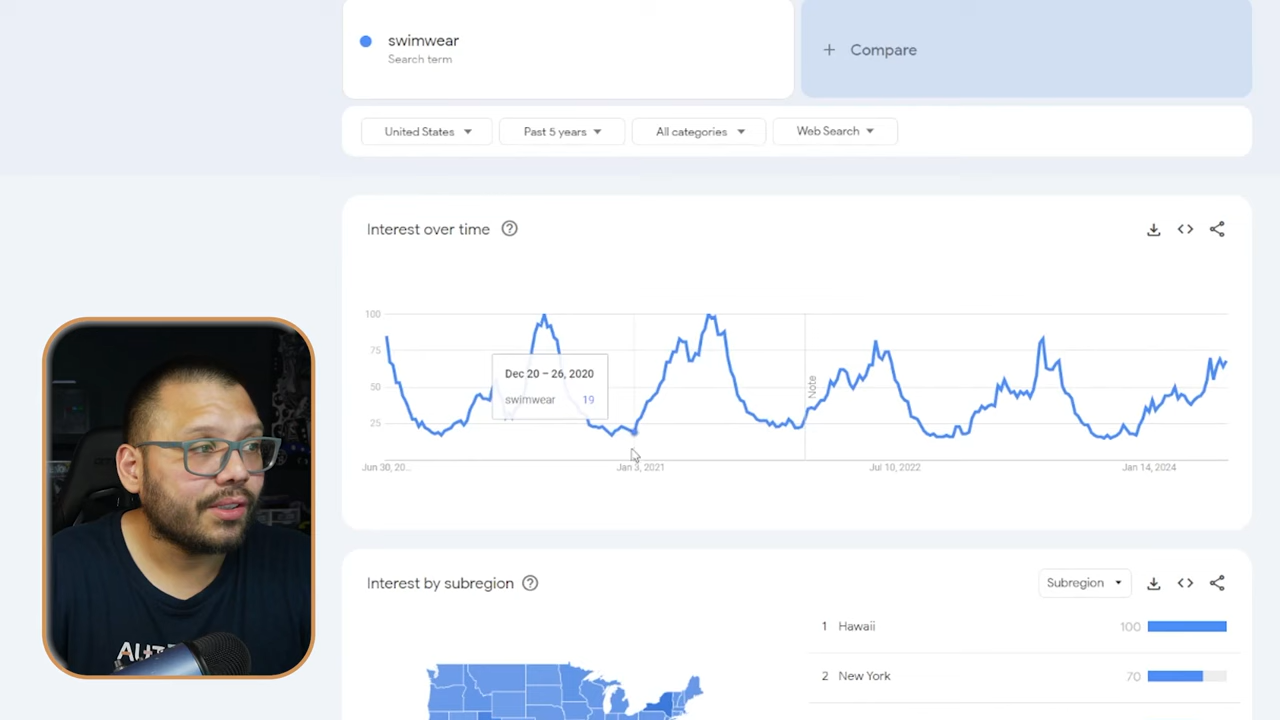 swimwear
Search term
+ Compare
United States
Past 5 years
All categories
Web Search
Interest over time
100
75
50
25
Dec 20 – 26, 2020
swimwear 19
Note
Jun 30, 20...
Jan 3, 2021
Jul 10, 2022
Jan 14, 2024
Interest by subregion
Subregion
1 Hawaii 100
2 New York 70